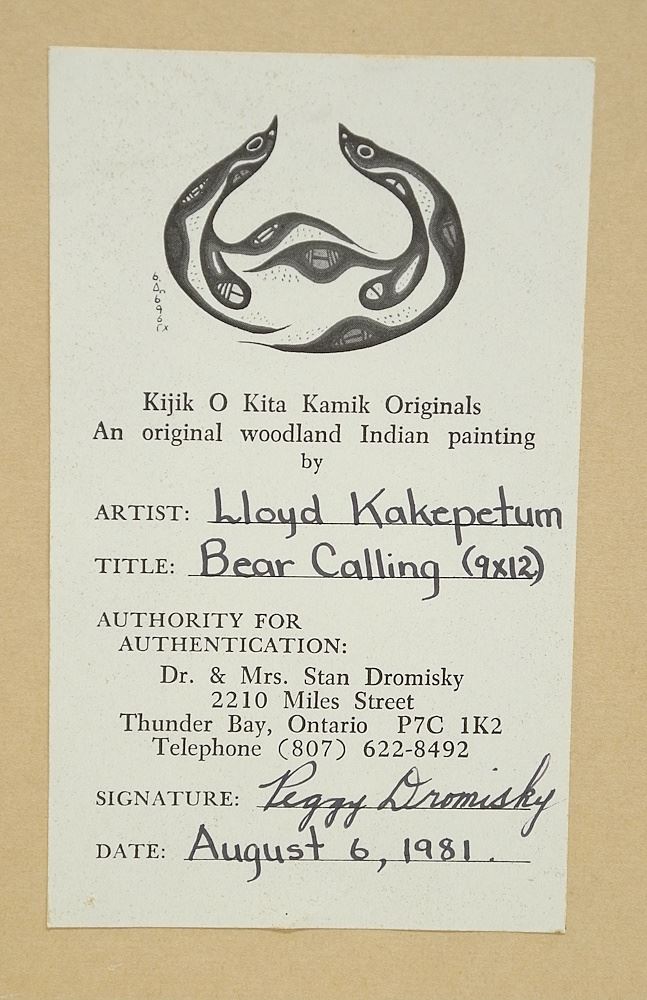 Kijik O Kita Kamik Originals
An original woodland Indian painting
by
ARTIST: Lloyd Kakepetum
TITLE: Bear Calling (9x12)
AUTHORITY FOR
AUTHENTICATION:
Dr. & Mrs. Stan Dromisky
2210 Miles Street
Thunder Bay, Ontario P7C 1K2
Telephone (807) 622-8492
SIGNATURE: Peggy Dromisky
DATE: August 6, 1981.